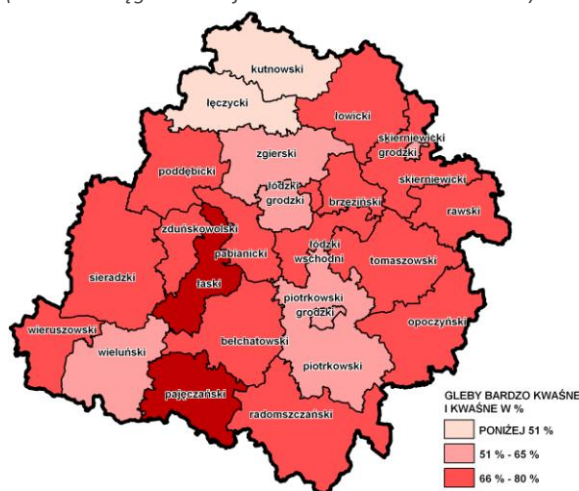 kutnowski
łęczycki
łowicki
skierniewicki
grodzki
zgierski
poddębicki
łódzki
grodzki
brzeziński
skierniewicki
rawski
zduńskowolski
pabianicki
łódzki
wschodni
tomaszowski
sieradzki
łaski
piotrkowski
grodzki
opoczyński
wieruszowski
bełchatowski
wieluński
piotrkowski
pajęczański
radomszczański
GLEBY BARDZO KWAŚNE
I KWAŚNE W %
PONIŻEJ 51 %
51 % - 65 %
66 % - 80 %